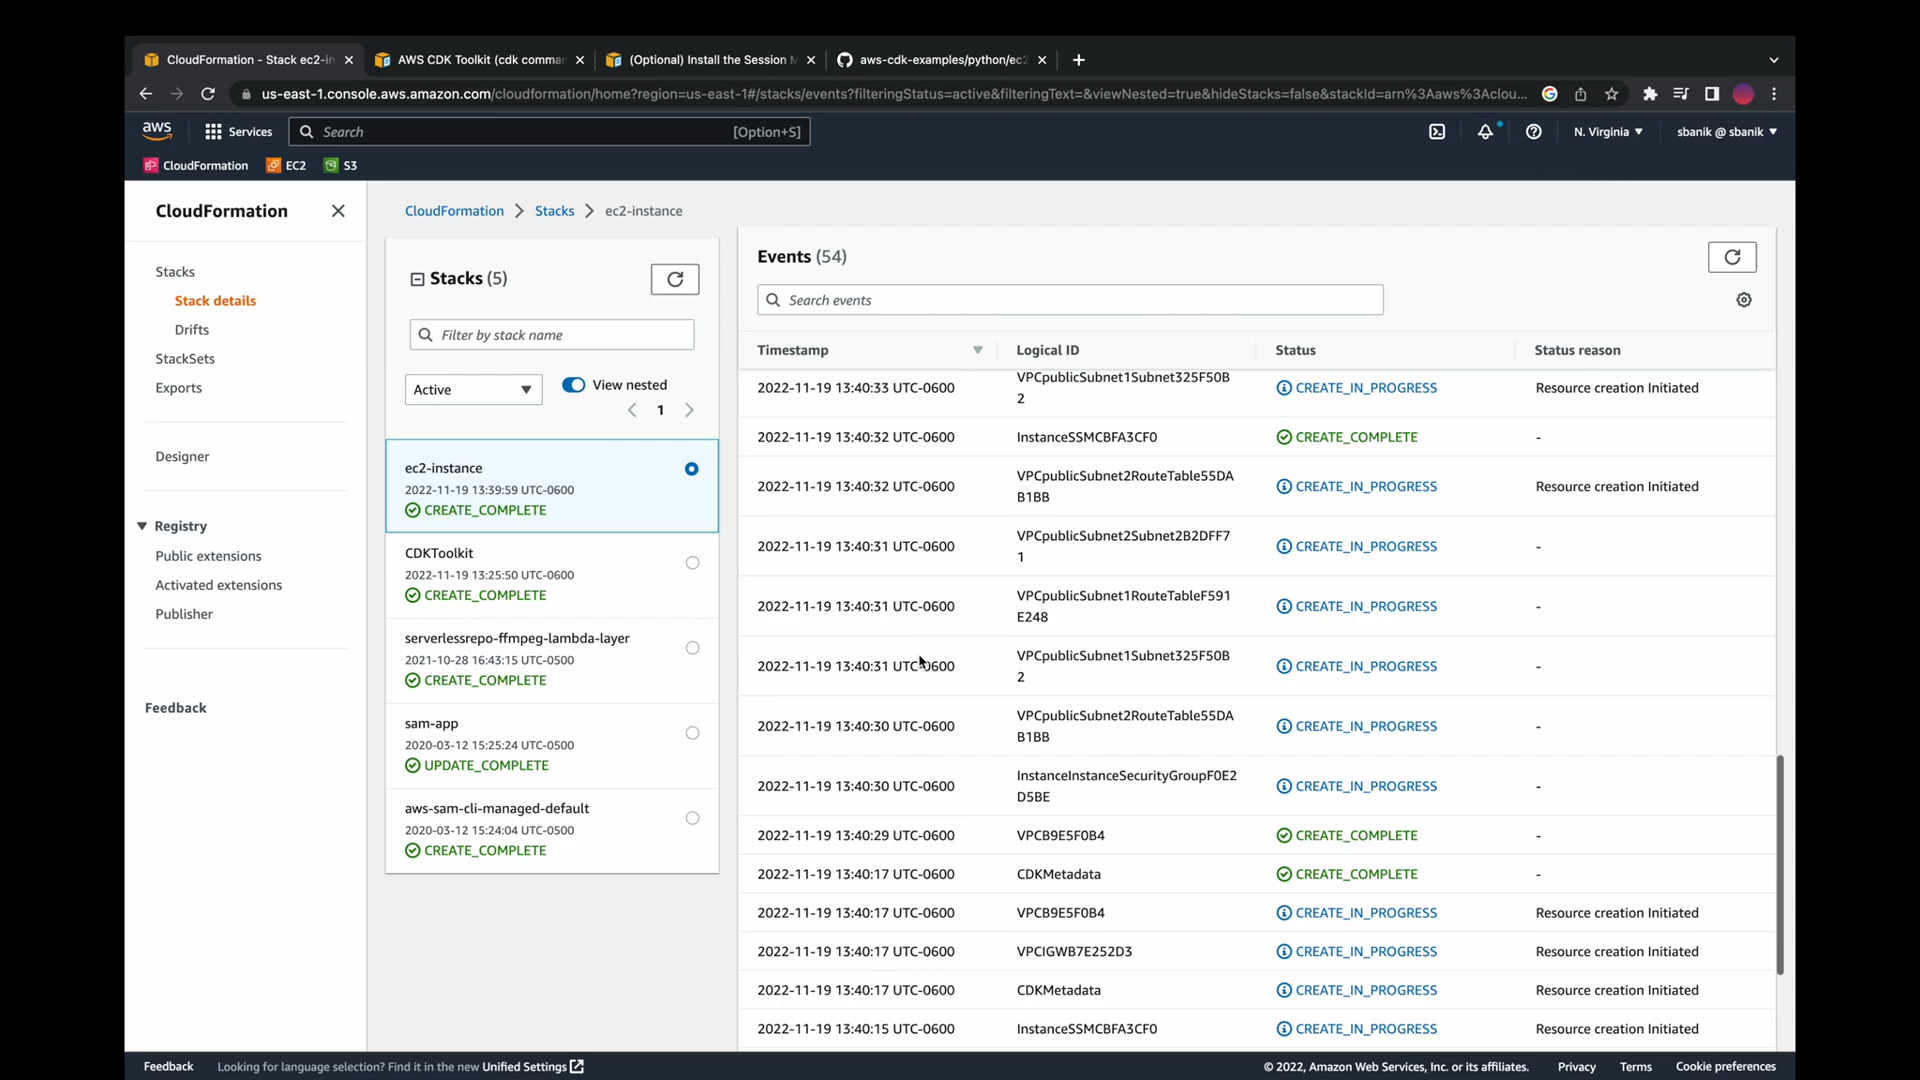 CloudFormation - Stack ec2-in
AWS CDK Toolkit (cdk comman
(Optional) Install the Session M
aws-cdk-examples/python/ec2
us-east-1.console.aws.amazon.com/cloudformation/home?region=us-east-1#/stacks/events?filteringStatus=active&filteringText=&viewNested=true&hideStacks=false&stackId=arn%3Aaws%3Aclou...
aws
Services
Search
[Option+S]
N. Virginia
sbanik @ sbanik
CloudFormation
EC2
S3
CloudFormation
Stacks
Stack details
Drifts
StackSets
Exports
Designer
Registry
Public extensions
Activated extensions
Publisher
Feedback
CloudFormation
Stacks
ec2-instance
Stacks (5)
Filter by stack name
Active
View nested
1
ec2-instance
2022-11-19 13:39:59 UTC-0600
CREATE_COMPLETE
CDKToolkit
2022-11-19 13:25:50 UTC-0600
CREATE_COMPLETE
serverlessrepo-ffmpeg-lambda-layer
2021-10-28 16:43:15 UTC-0500
CREATE_COMPLETE
sam-app
2020-03-12 15:25:24 UTC-0500
UPDATE_COMPLETE
aws-sam-cli-managed-default
2020-03-12 15:24:04 UTC-0500
CREATE_COMPLETE
Events (54)
Search events
Timestamp Logical ID Status Status reason
2022-11-19 13:40:33 UTC-0600 VPCpublicSubnet1Subnet325F50B CREATE_IN_PROGRESS Resource creation Initiated
2
2022-11-19 13:40:32 UTC-0600 InstanceSSMCBFA3CF0 CREATE_COMPLETE -
2022-11-19 13:40:32 UTC-0600 VPCpublicSubnet2RouteTable55DA CREATE_IN_PROGRESS Resource creation Initiated
B1BB
2022-11-19 13:40:31 UTC-0600 VPCpublicSubnet2Subnet2B2DFF7 CREATE_IN_PROGRESS -
1
2022-11-19 13:40:31 UTC-0600 VPCpublicSubnet1RouteTableF591 CREATE_IN_PROGRESS -
E248
2022-11-19 13:40:31 UTC-0600 VPCpublicSubnet1Subnet325F50B CREATE_IN_PROGRESS -
2
2022-11-19 13:40:30 UTC-0600 VPCpublicSubnet2RouteTable55DA CREATE_IN_PROGRESS -
B1BB
2022-11-19 13:40:30 UTC-0600 InstanceInstanceSecurityGroupF0E2 CREATE_IN_PROGRESS -
D5BE
2022-11-19 13:40:29 UTC-0600 VPCB9E5F0B4 CREATE_COMPLETE -
2022-11-19 13:40:17 UTC-0600 CDKMetadata CREATE_COMPLETE -
2022-11-19 13:40:17 UTC-0600 VPCB9E5F0B4 CREATE_IN_PROGRESS Resource creation Initiated
2022-11-19 13:40:17 UTC-0600 VPCIGWB7E252D3 CREATE_IN_PROGRESS Resource creation Initiated
2022-11-19 13:40:17 UTC-0600 CDKMetadata CREATE_IN_PROGRESS Resource creation Initiated
2022-11-19 13:40:15 UTC-0600 InstanceSSMCBFA3CF0 CREATE_IN_PROGRESS Resource creation Initiated
Feedback
Looking for language selection? Find it in the new Unified Settings
© 2022, Amazon Web Services, Inc. or its affiliates.
Privacy
Terms
Cookie preferences